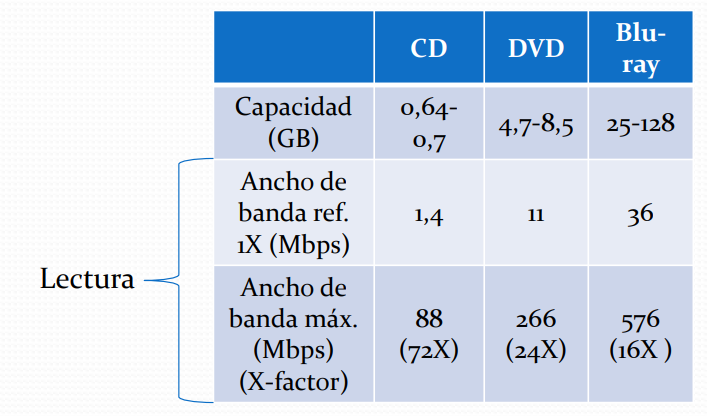 CD
DVD
Blu-
ray
Capacidad
(GB)
0,64-
0,7
4,7-8,5
25-128
Lectura
Ancho de
banda ref.
1X (Mbps)
1,4
11
36
Ancho de
banda máx.
(Mbps)
(X-factor)
88
(72X)
266
(24X)
576
(16X )